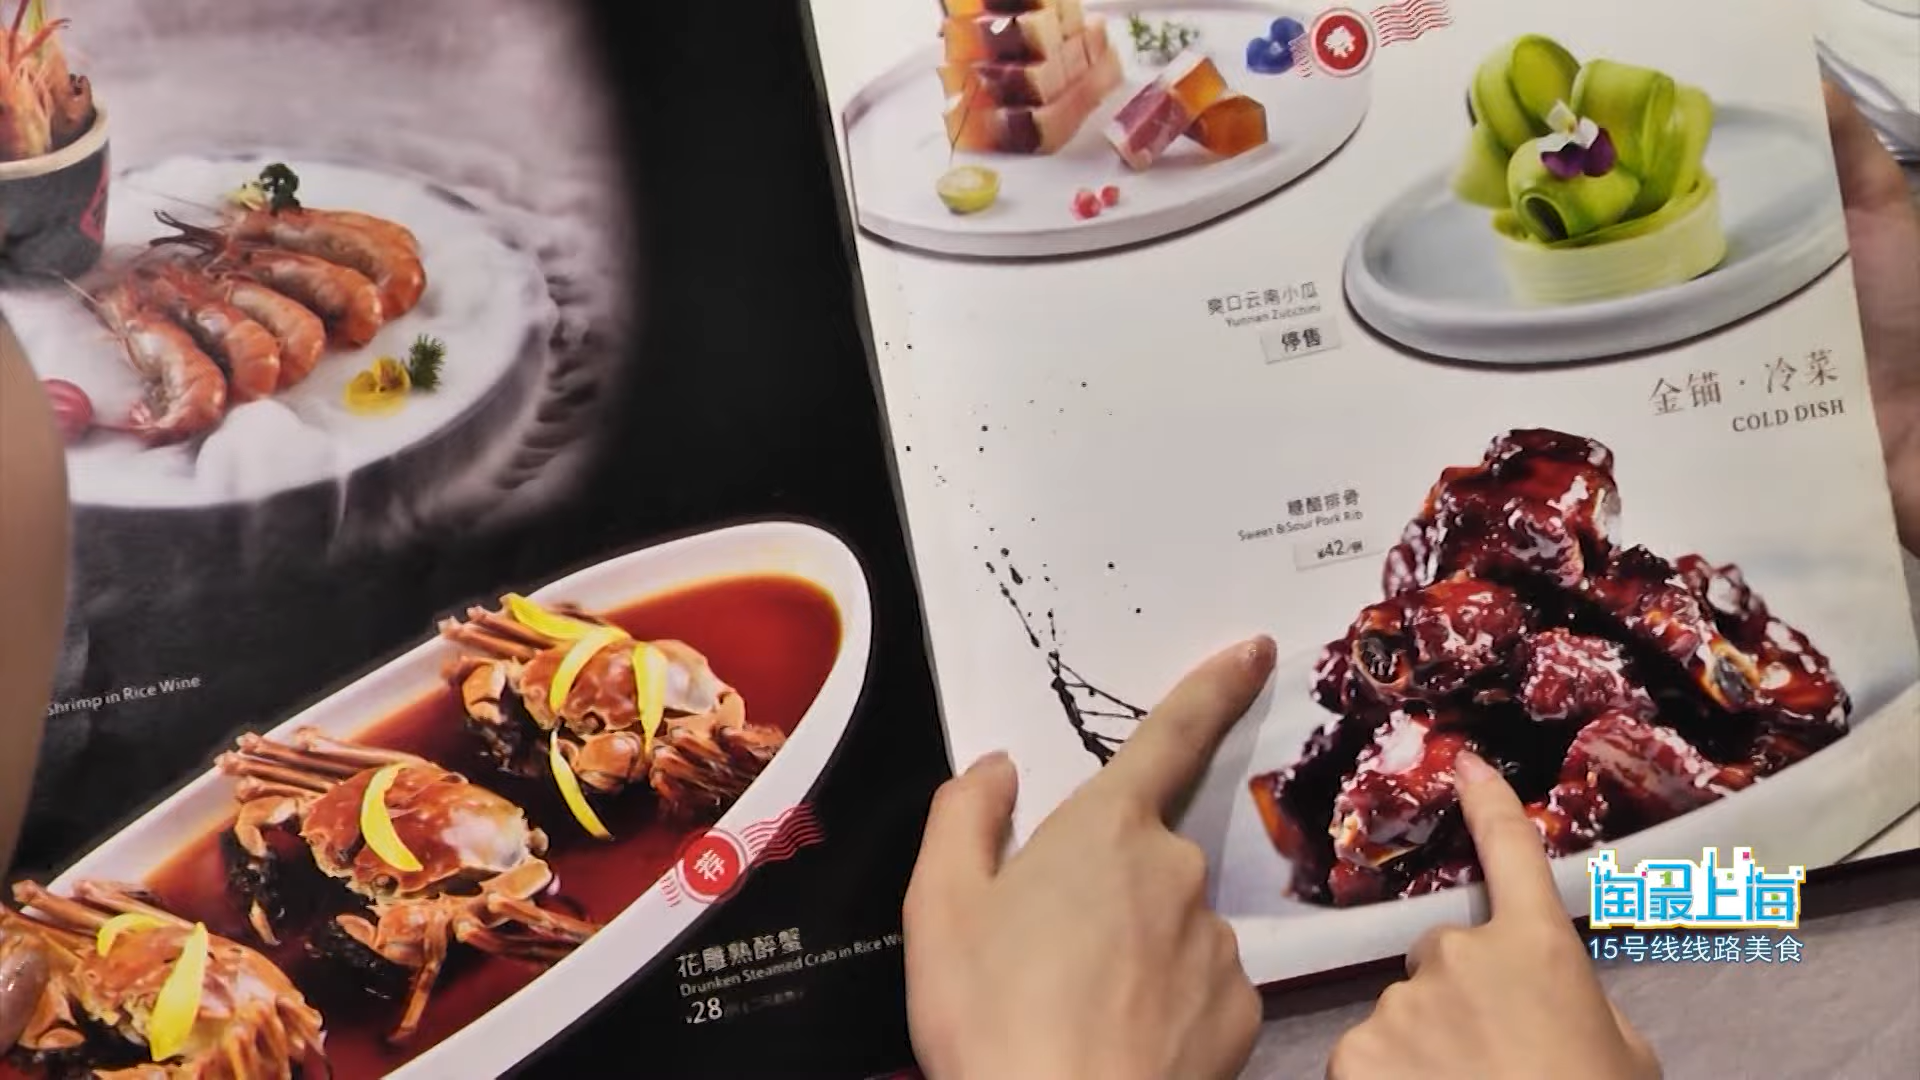 Shrimp in Rice Wine
荐
花雕熟醉蟹
Drunken Steamed Crab in Rice
28
荣
爽口云南小瓜
Yunnan Zucchini
停售
金锚·冷菜
COLD DISH
糖醋排骨
Sweet & Sour Pork Rib
¥42/例
淘最上海
15号线线路美食